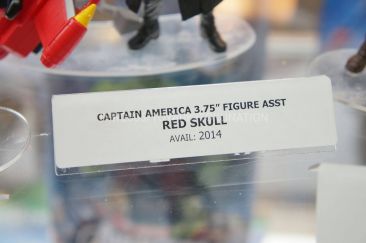 CAPTAIN AMERICA 3.75" FIGURE ASST
RED SKULL
AVAIL: 2014